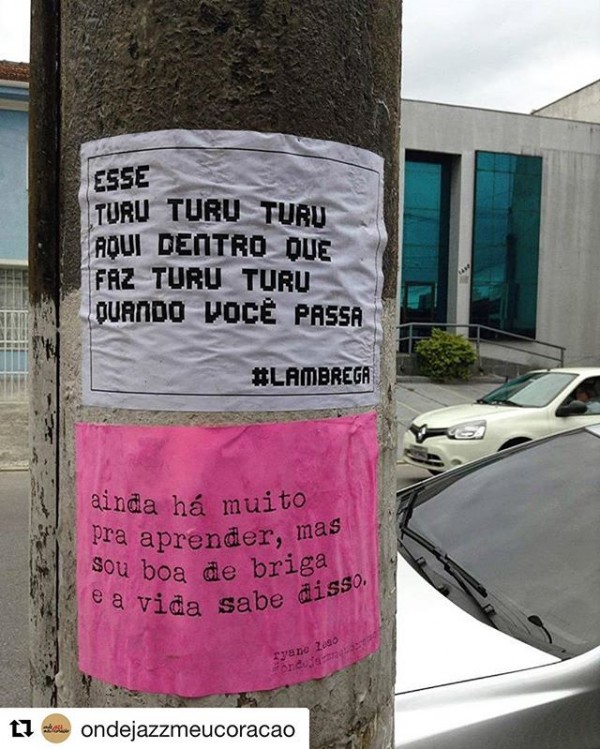 ESSE
TURU TURU TURU
AQUI DENTRO QUE
FAZ TURU TURU
QUANDO VOCÊ PASSA
#LAMBREGA
ainda há muito
pra aprender, mas
sou boa de briga
e a vida sabe disso.
ryane leão
ondejazzmeucoracao